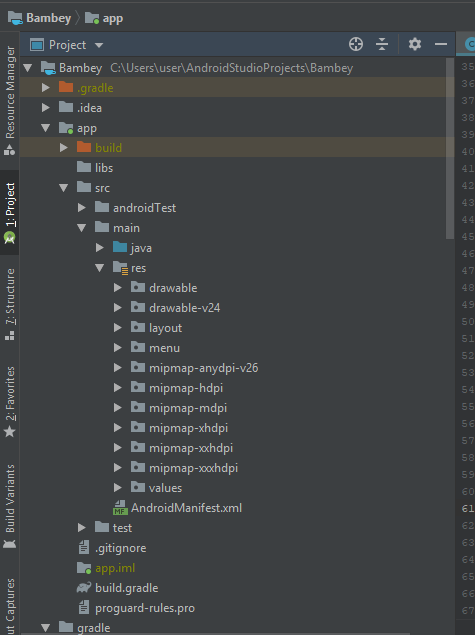 Bambey app
Project
Bambey C:\Users\user\AndroidStudioProjects\Bambey
.gradle
.idea
app
build
libs
src
androidTest
main
java
res
drawable
drawable-v24
layout
menu
mipmap-anydpi-v26
mipmap-hdpi
mipmap-mdpi
mipmap-xhdpi
mipmap-xxhdpi
mipmap-xxxhdpi
values
MF AndroidManifest.xml
test
.gitignore
app.iml
build.gradle
proguard-rules.pro
gradle
Resource Manager
1: Project
7: Structure
2: Favorites
Build Variants
ut Captures
35
36
37
38
39
40
41
42
43
44
45
46
47
48
49
50
51
52
53
54
55
56
57
58
59
60
61
62
63
64
65
66
67